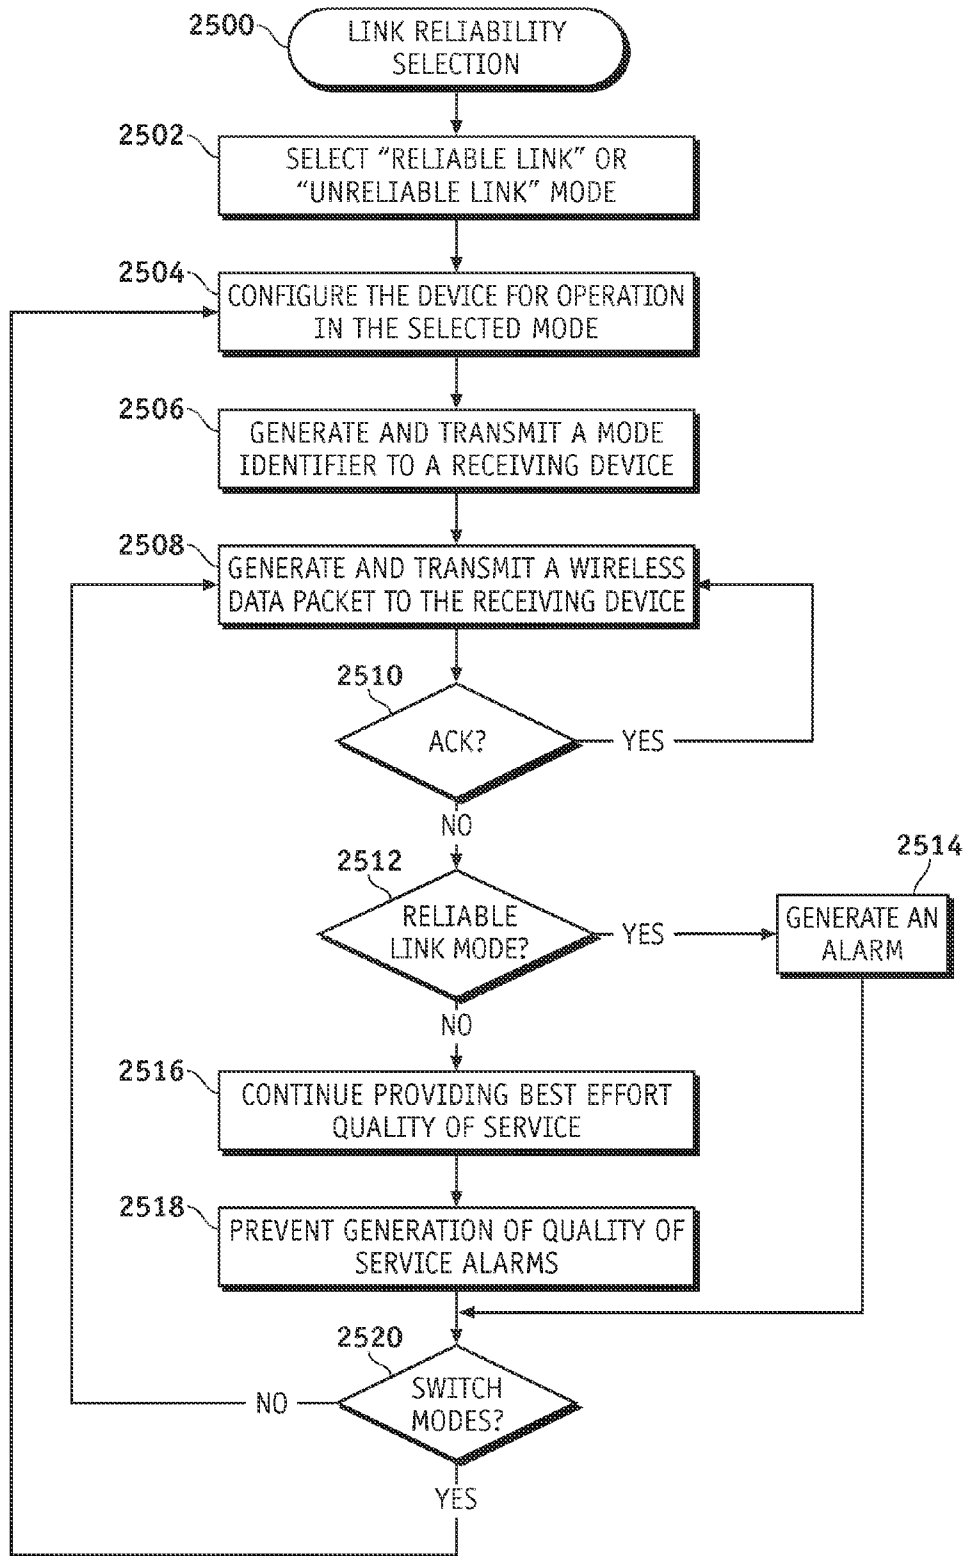 2500
LINK RELIABILITY
SELECTION
2502
SELECT “RELIABLE LINK” OR
“UNRELIABLE LINK” MODE
2504
CONFIGURE THE DEVICE FOR OPERATION
IN THE SELECTED MODE
2506
GENERATE AND TRANSMIT A MODE
IDENTIFIER TO A RECEIVING DEVICE
2508
GENERATE AND TRANSMIT A WIRELESS
DATA PACKET TO THE RECEIVING DEVICE
2510
ACK?
YES
NO
2512
RELIABLE
LINK MODE?
YES
2514
GENERATE AN
ALARM
NO
2516
CONTINUE PROVIDING BEST EFFORT
QUALITY OF SERVICE
2518
PREVENT GENERATION OF QUALITY OF
SERVICE ALARMS
2520
SWITCH
MODES?
NO
YES